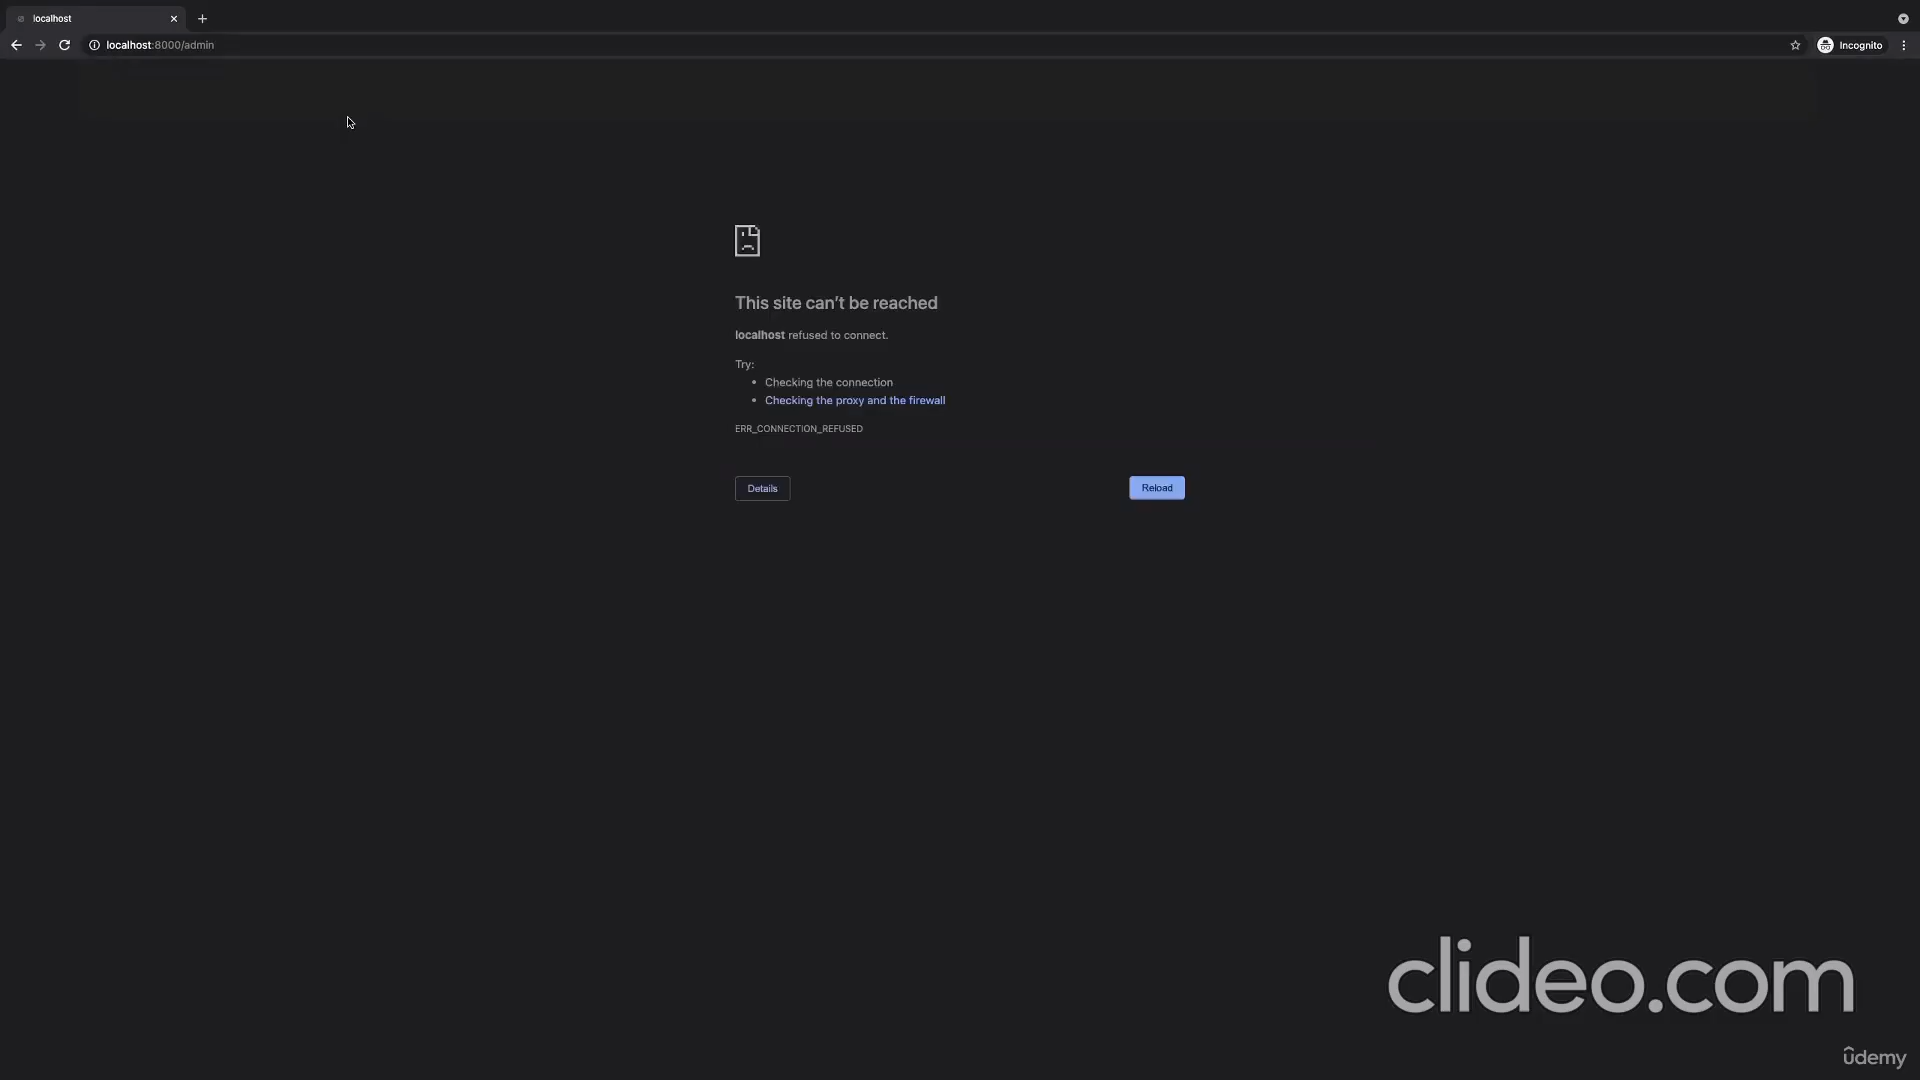 localhost
localhost:8000/admin
Incognito
This site can't be reached
localhost refused to connect.
Try:
Checking the connection
Checking the proxy and the firewall
ERR_CONNECTION_REFUSED
Details
Reload
clideo.com
ûdemy